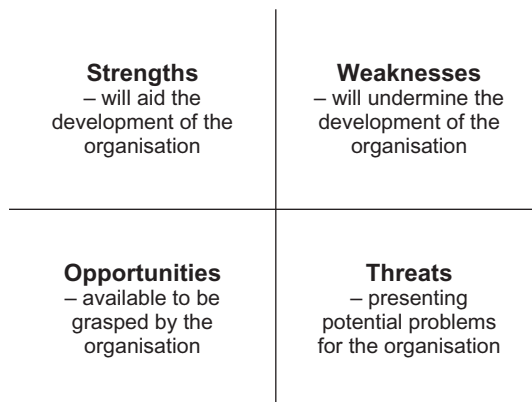 Strengths
– will aid the
development of the
organisation
Weaknesses
– will undermine the
development of the
organisation
Opportunities
– available to be
grasped by the
organisation
Threats
– presenting
potential problems
for the organisation